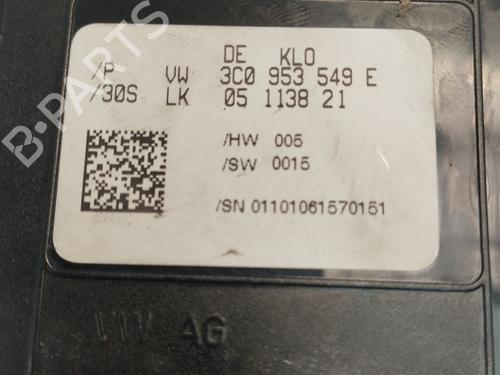 DE KLO
/P VW 3C0 953 549 E
/30S LK 05 1138 21
/HW 005
/SW 0015
/SN 01101061570151
VW AG
B-Parts